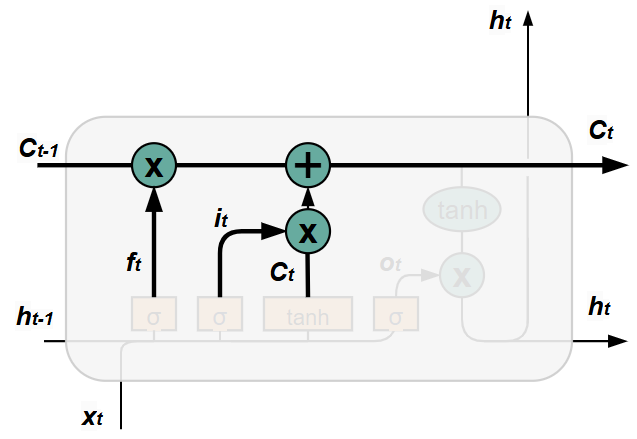 ht
Ct-1
x
+
Ct
it
x
tanh
ft
Ct
ot
x
ht-1
σ
σ
tanh
σ
ht
xt